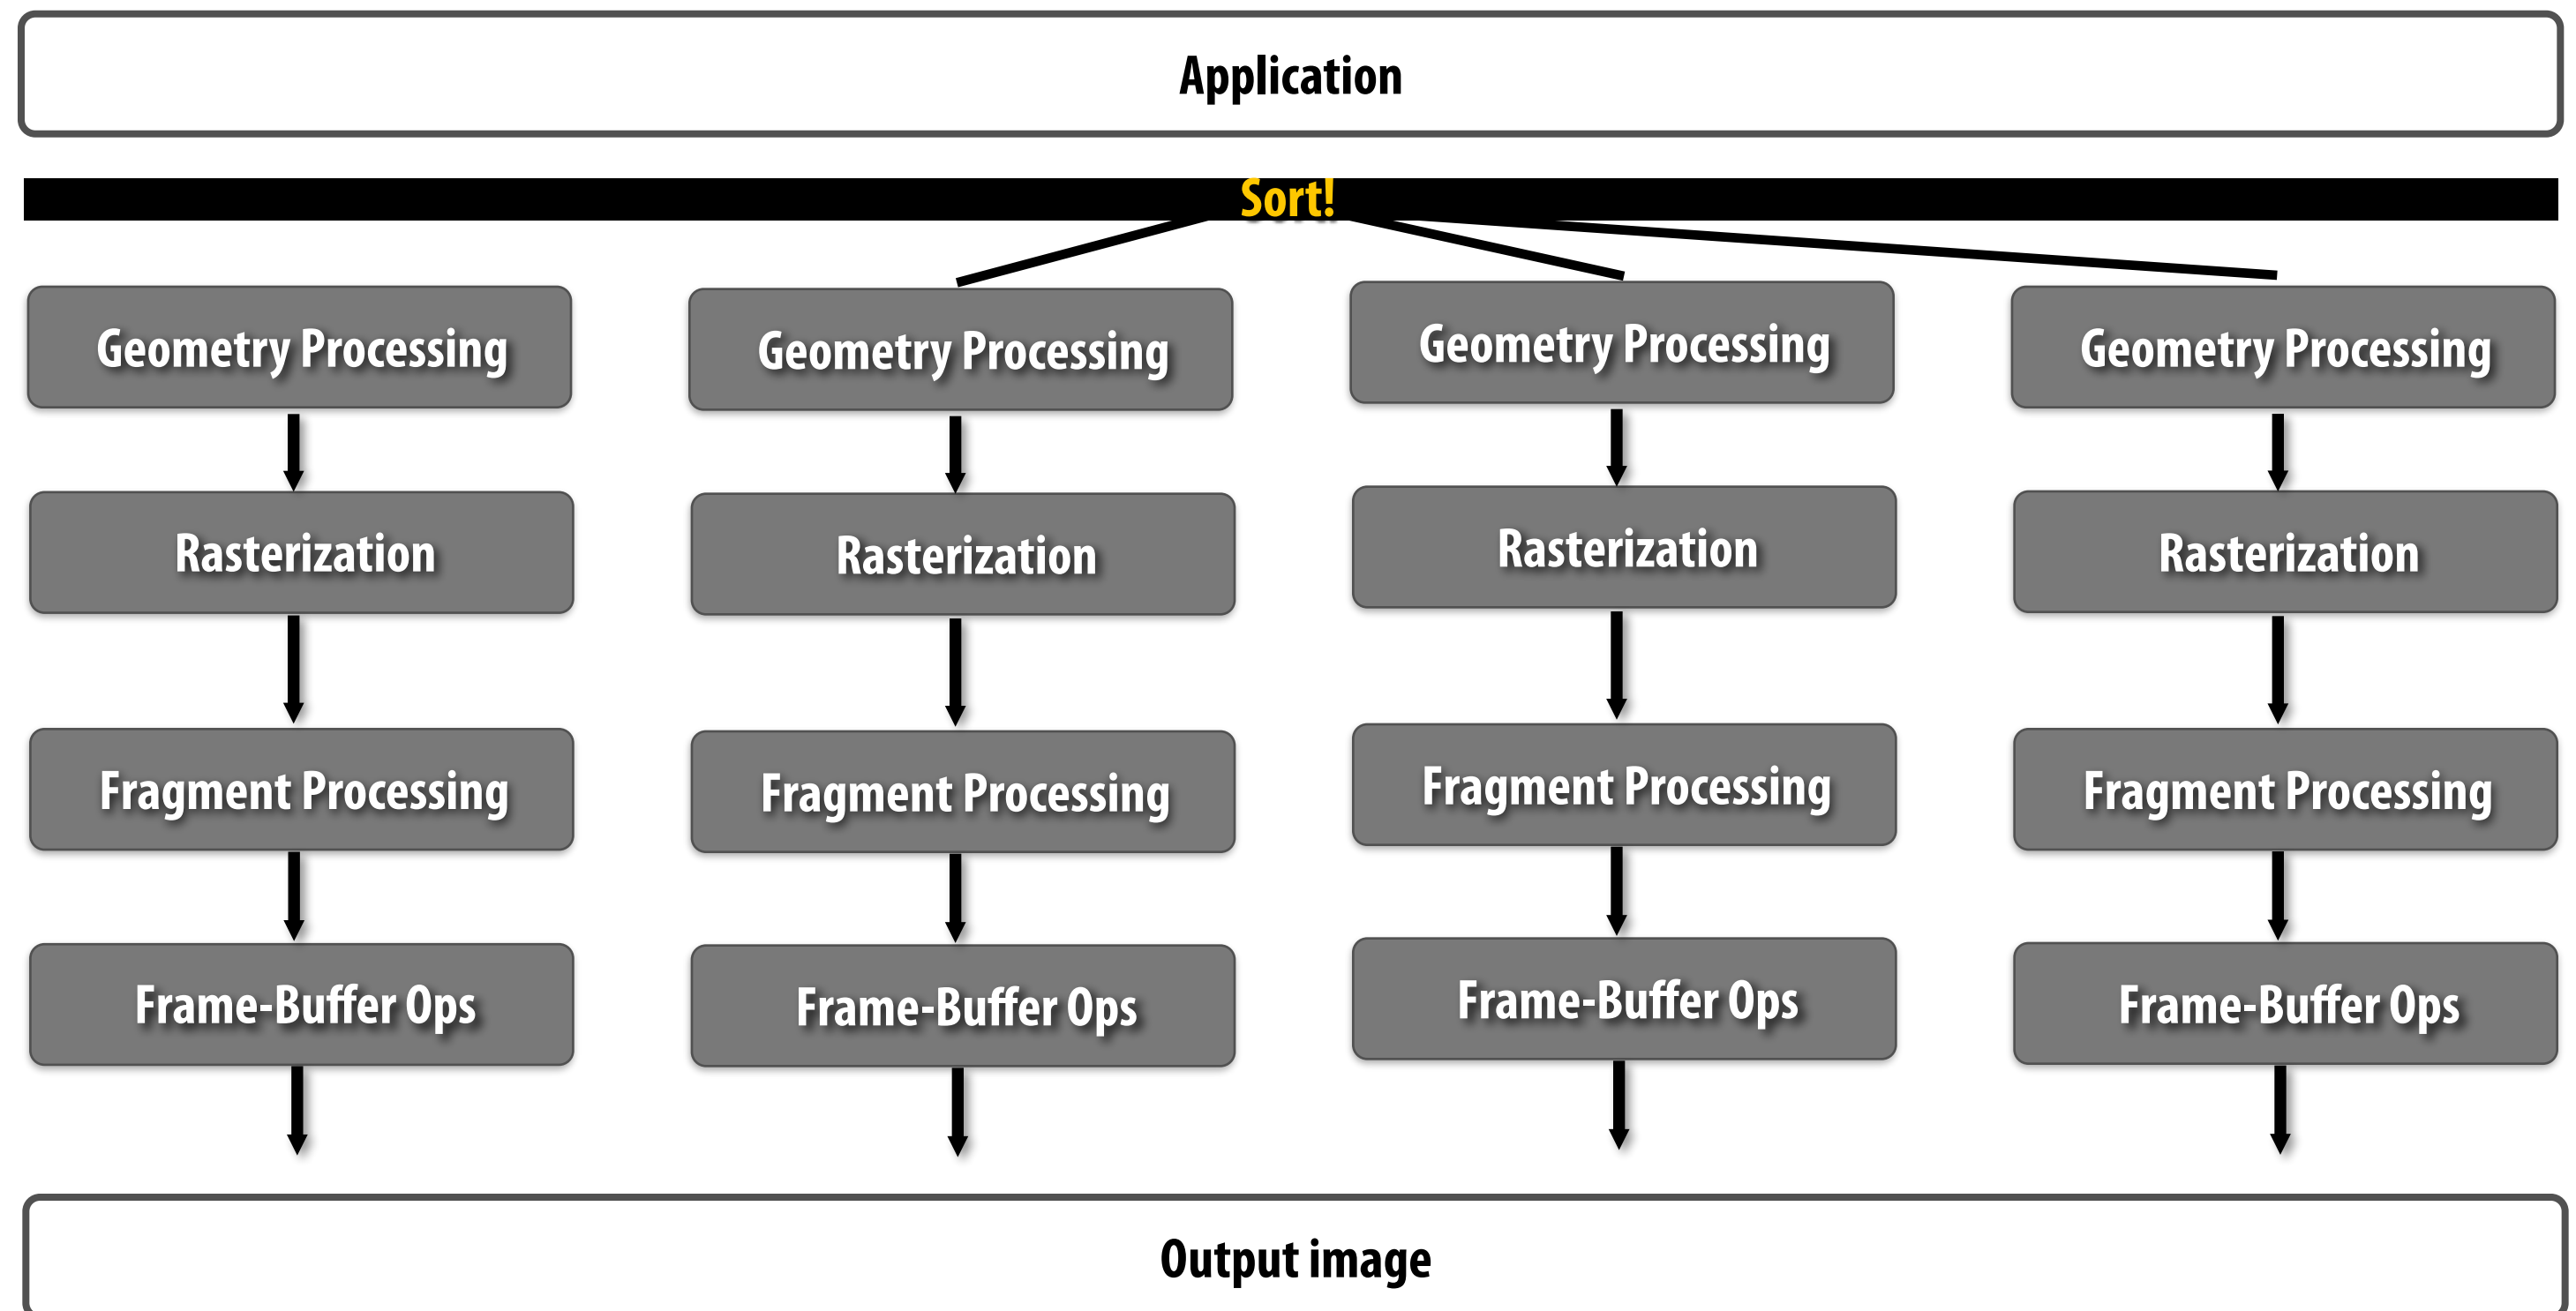 Application
Sort!
Geometry Processing
Geometry Processing
Geometry Processing
Geometry Processing
Rasterization
Rasterization
Rasterization
Rasterization
Fragment Processing
Fragment Processing
Fragment Processing
Fragment Processing
Frame-Buffer Ops
Frame-Buffer Ops
Frame-Buffer Ops
Frame-Buffer Ops
Output image